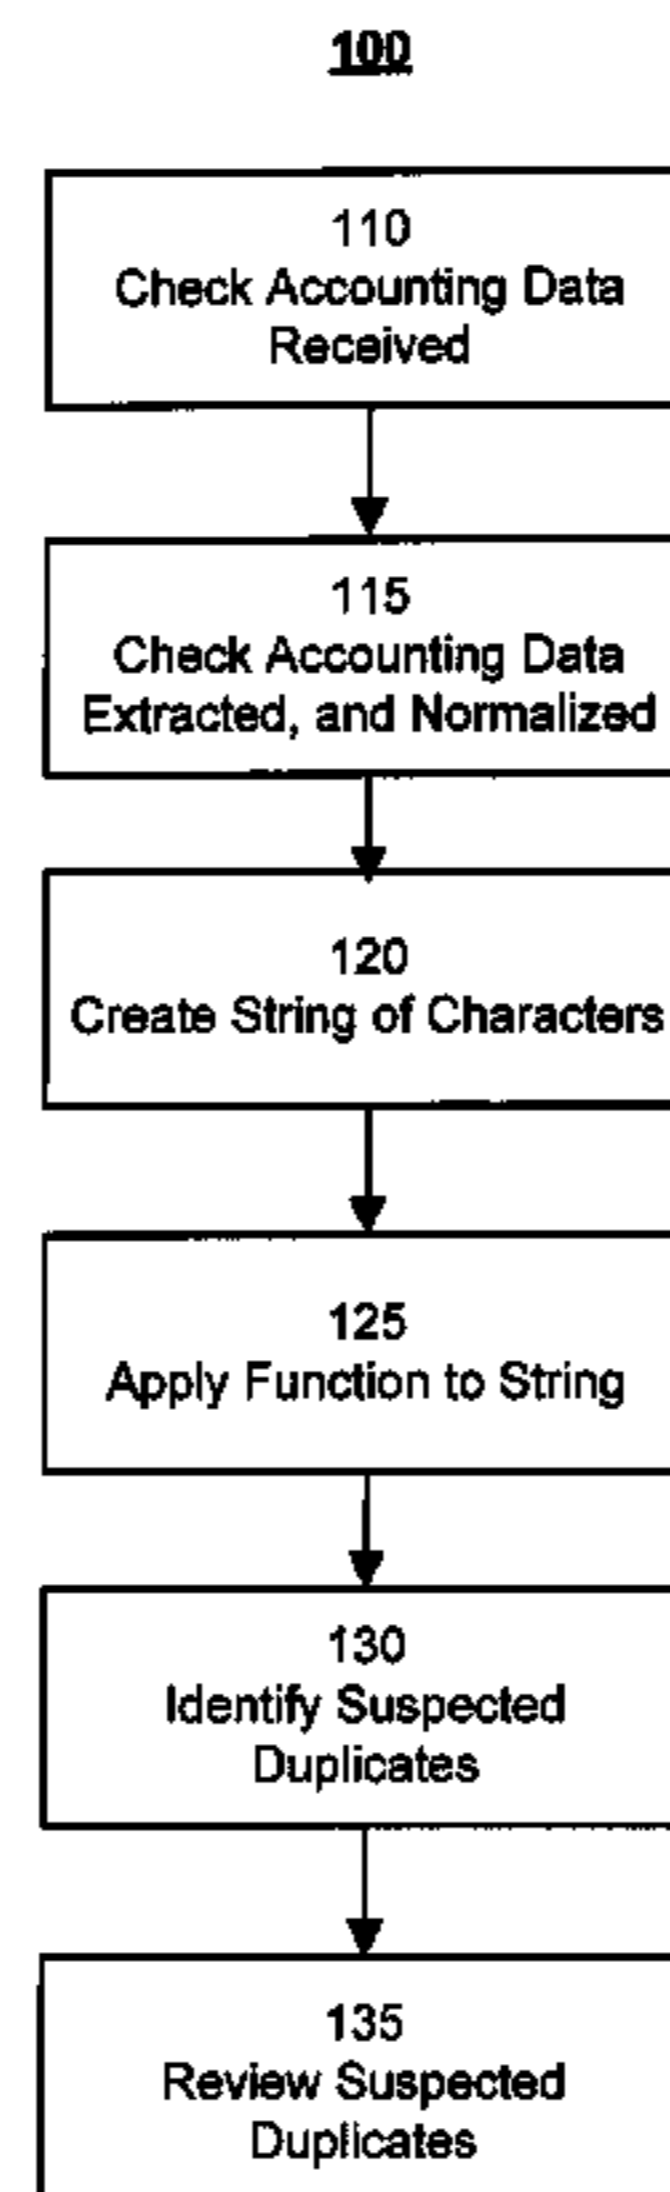 100
110
Check Accounting Data
Received
115
Check Accounting Data
Extracted, and Normalized
120
Create String of Characters
125
Apply Function to String
130
Identify Suspected
Duplicates
135
Review Suspected
Duplicates